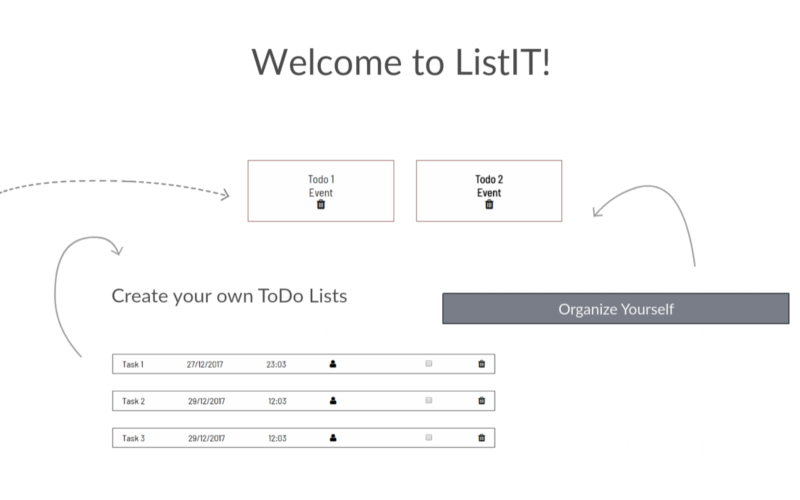 Welcome to ListIT!
Todo 1
Event
Todo 2
Event
Create your own ToDo Lists
Organize Yourself
Task 1 27/12/2017 23:03
Task 2 29/12/2017 12:03
Task 3 29/12/2017 12:03